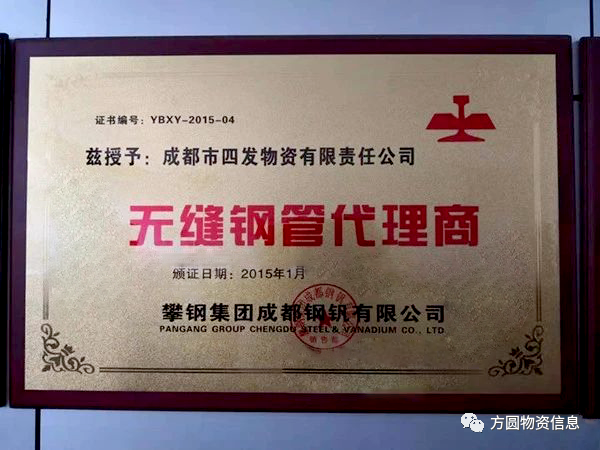 证书编号：YBXY-2015-04
兹授予：成都市四发物资有限责任公司
无缝钢管代理商
颁证日期：2015年1月
攀钢集团成都钢钒有限公司
PANGANG GROUP CHENGDU STEEL & VANADIUM CO., LTD
销售部
方圆物资信息